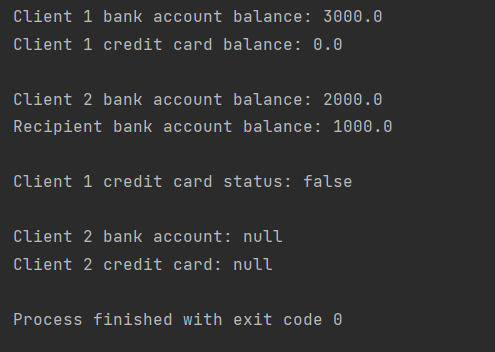 Client 1 bank account balance: 3000.0
Client 1 credit card balance: 0.0
Client 2 bank account balance: 2000.0
Recipient bank account balance: 1000.0
Client 1 credit card status: false
Client 2 bank account: null
Client 2 credit card: null
Process finished with exit code 0